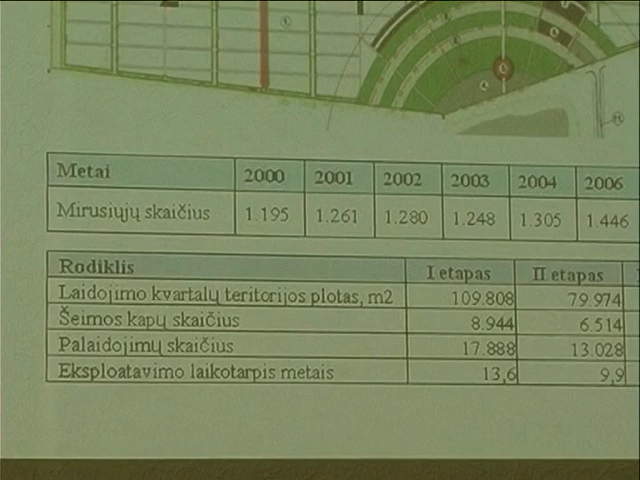 Metai 2000 2001 2002 2003 2004 2006
Mirusiųjų skaičius 1.195 1.261 1.280 1.248 1.305 1.446
Rodiklis I etapas II etapas
Laidojimo kvartalų teritorijos plotas, m2 109.808 79.974
Šeimos kapų skaičius 8.944 6.514
Palaidojimų skaičius 17.888 13.028
Eksploatavimo laikotarpis metais 13,6 9,9